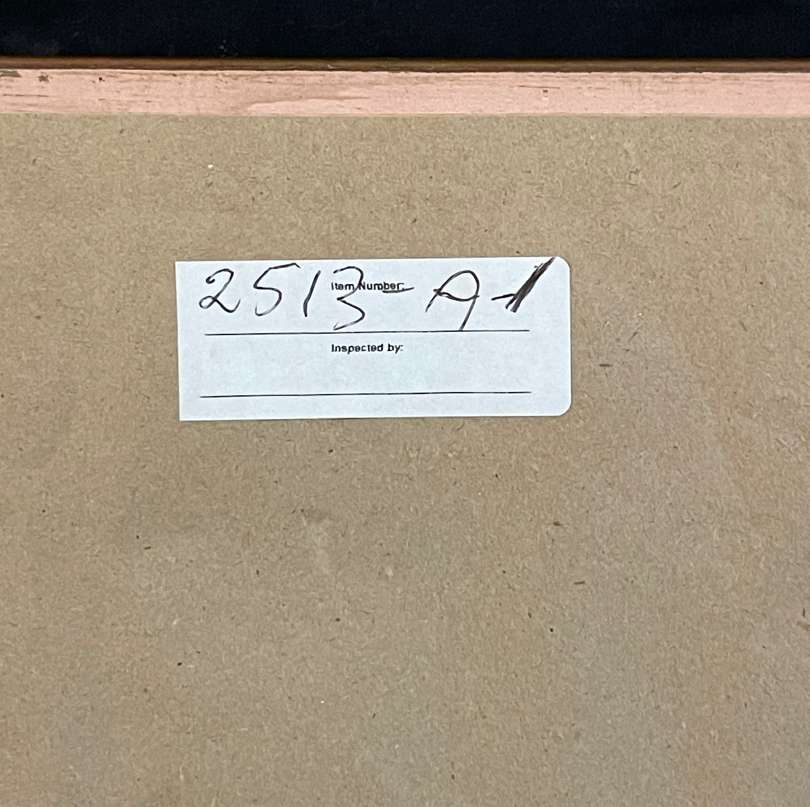 Item Number:
2513-A-1
Inspected by: